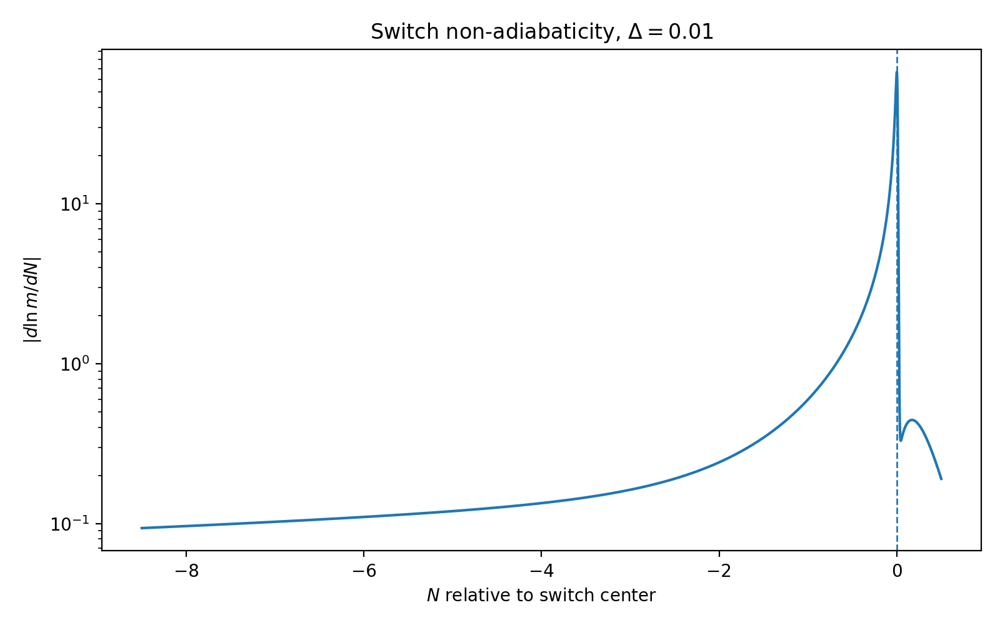 Switch non-adiabaticity, Δ = 0.01
|d ln m/dN|
10¹
10⁰
10⁻¹
−8 −6 −4 −2 0
N relative to switch center